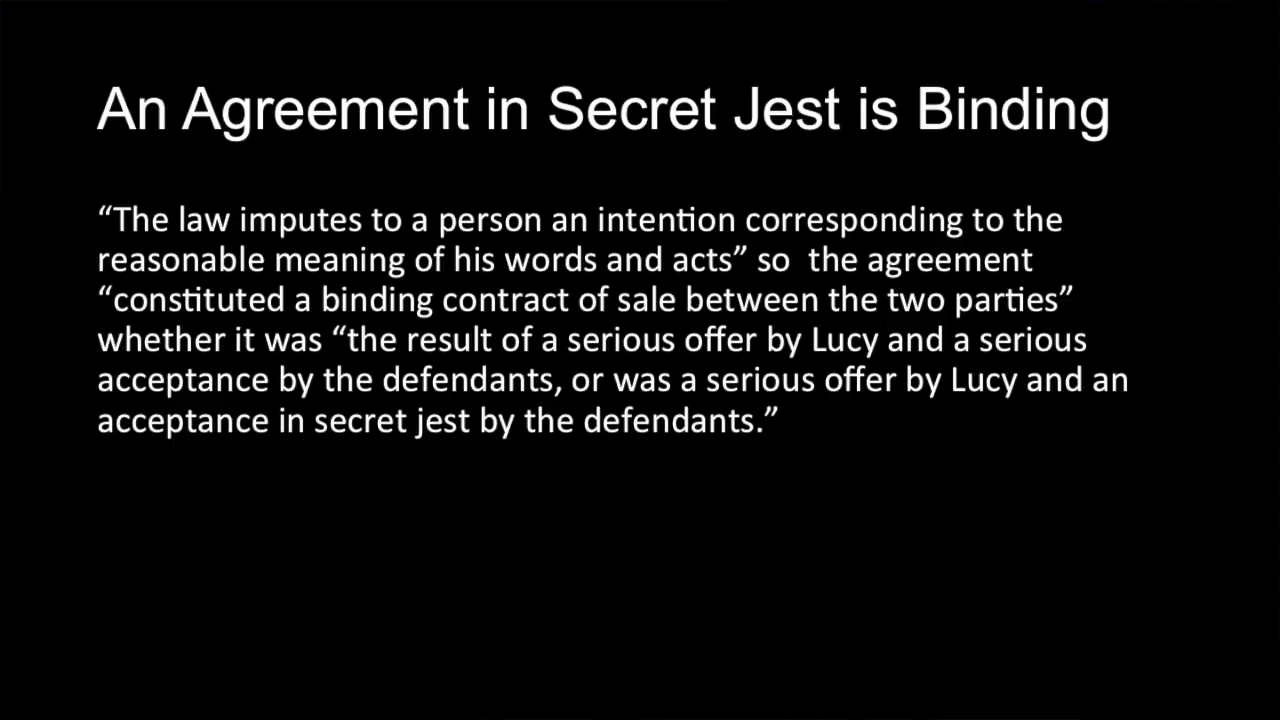 An Agreement in Secret Jest is Binding
“The law imputes to a person an intention corresponding to the
reasonable meaning of his words and acts” so  the agreement
“constituted a binding contract of sale between the two parties”
whether it was “the result of a serious offer by Lucy and a serious
acceptance by the defendants, or was a serious offer by Lucy and an
acceptance in secret jest by the defendants.”